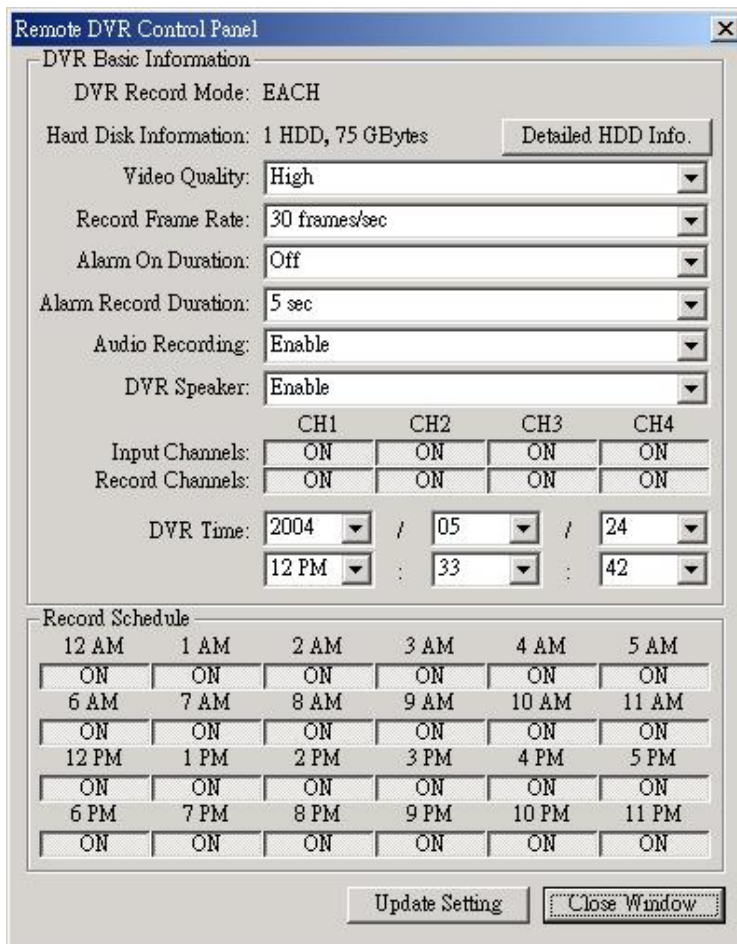 Remote DVR Control Panel
DVR Basic Information
DVR Record Mode: EACH
Hard Disk Information: 1 HDD, 75 GBytes Detailed HDD Info.
Video Quality: High
Record Frame Rate: 30 frames/sec
Alarm On Duration: Off
Alarm Record Duration: 5 sec
Audio Recording: Enable
DVR Speaker: Enable
CH1 CH2 CH3 CH4
Input Channels: ON ON ON ON
Record Channels: ON ON ON ON
DVR Time: 2004 / 05 / 24
12 PM : 33 : 42
Record Schedule
12 AM 1 AM 2 AM 3 AM 4 AM 5 AM
ON ON ON ON ON ON
6 AM 7 AM 8 AM 9 AM 10 AM 11 AM
ON ON ON ON ON ON
12 PM 1 PM 2 PM 3 PM 4 PM 5 PM
ON ON ON ON ON ON
6 PM 7 PM 8 PM 9 PM 10 PM 11 PM
ON ON ON ON ON ON
Update Setting Close Window